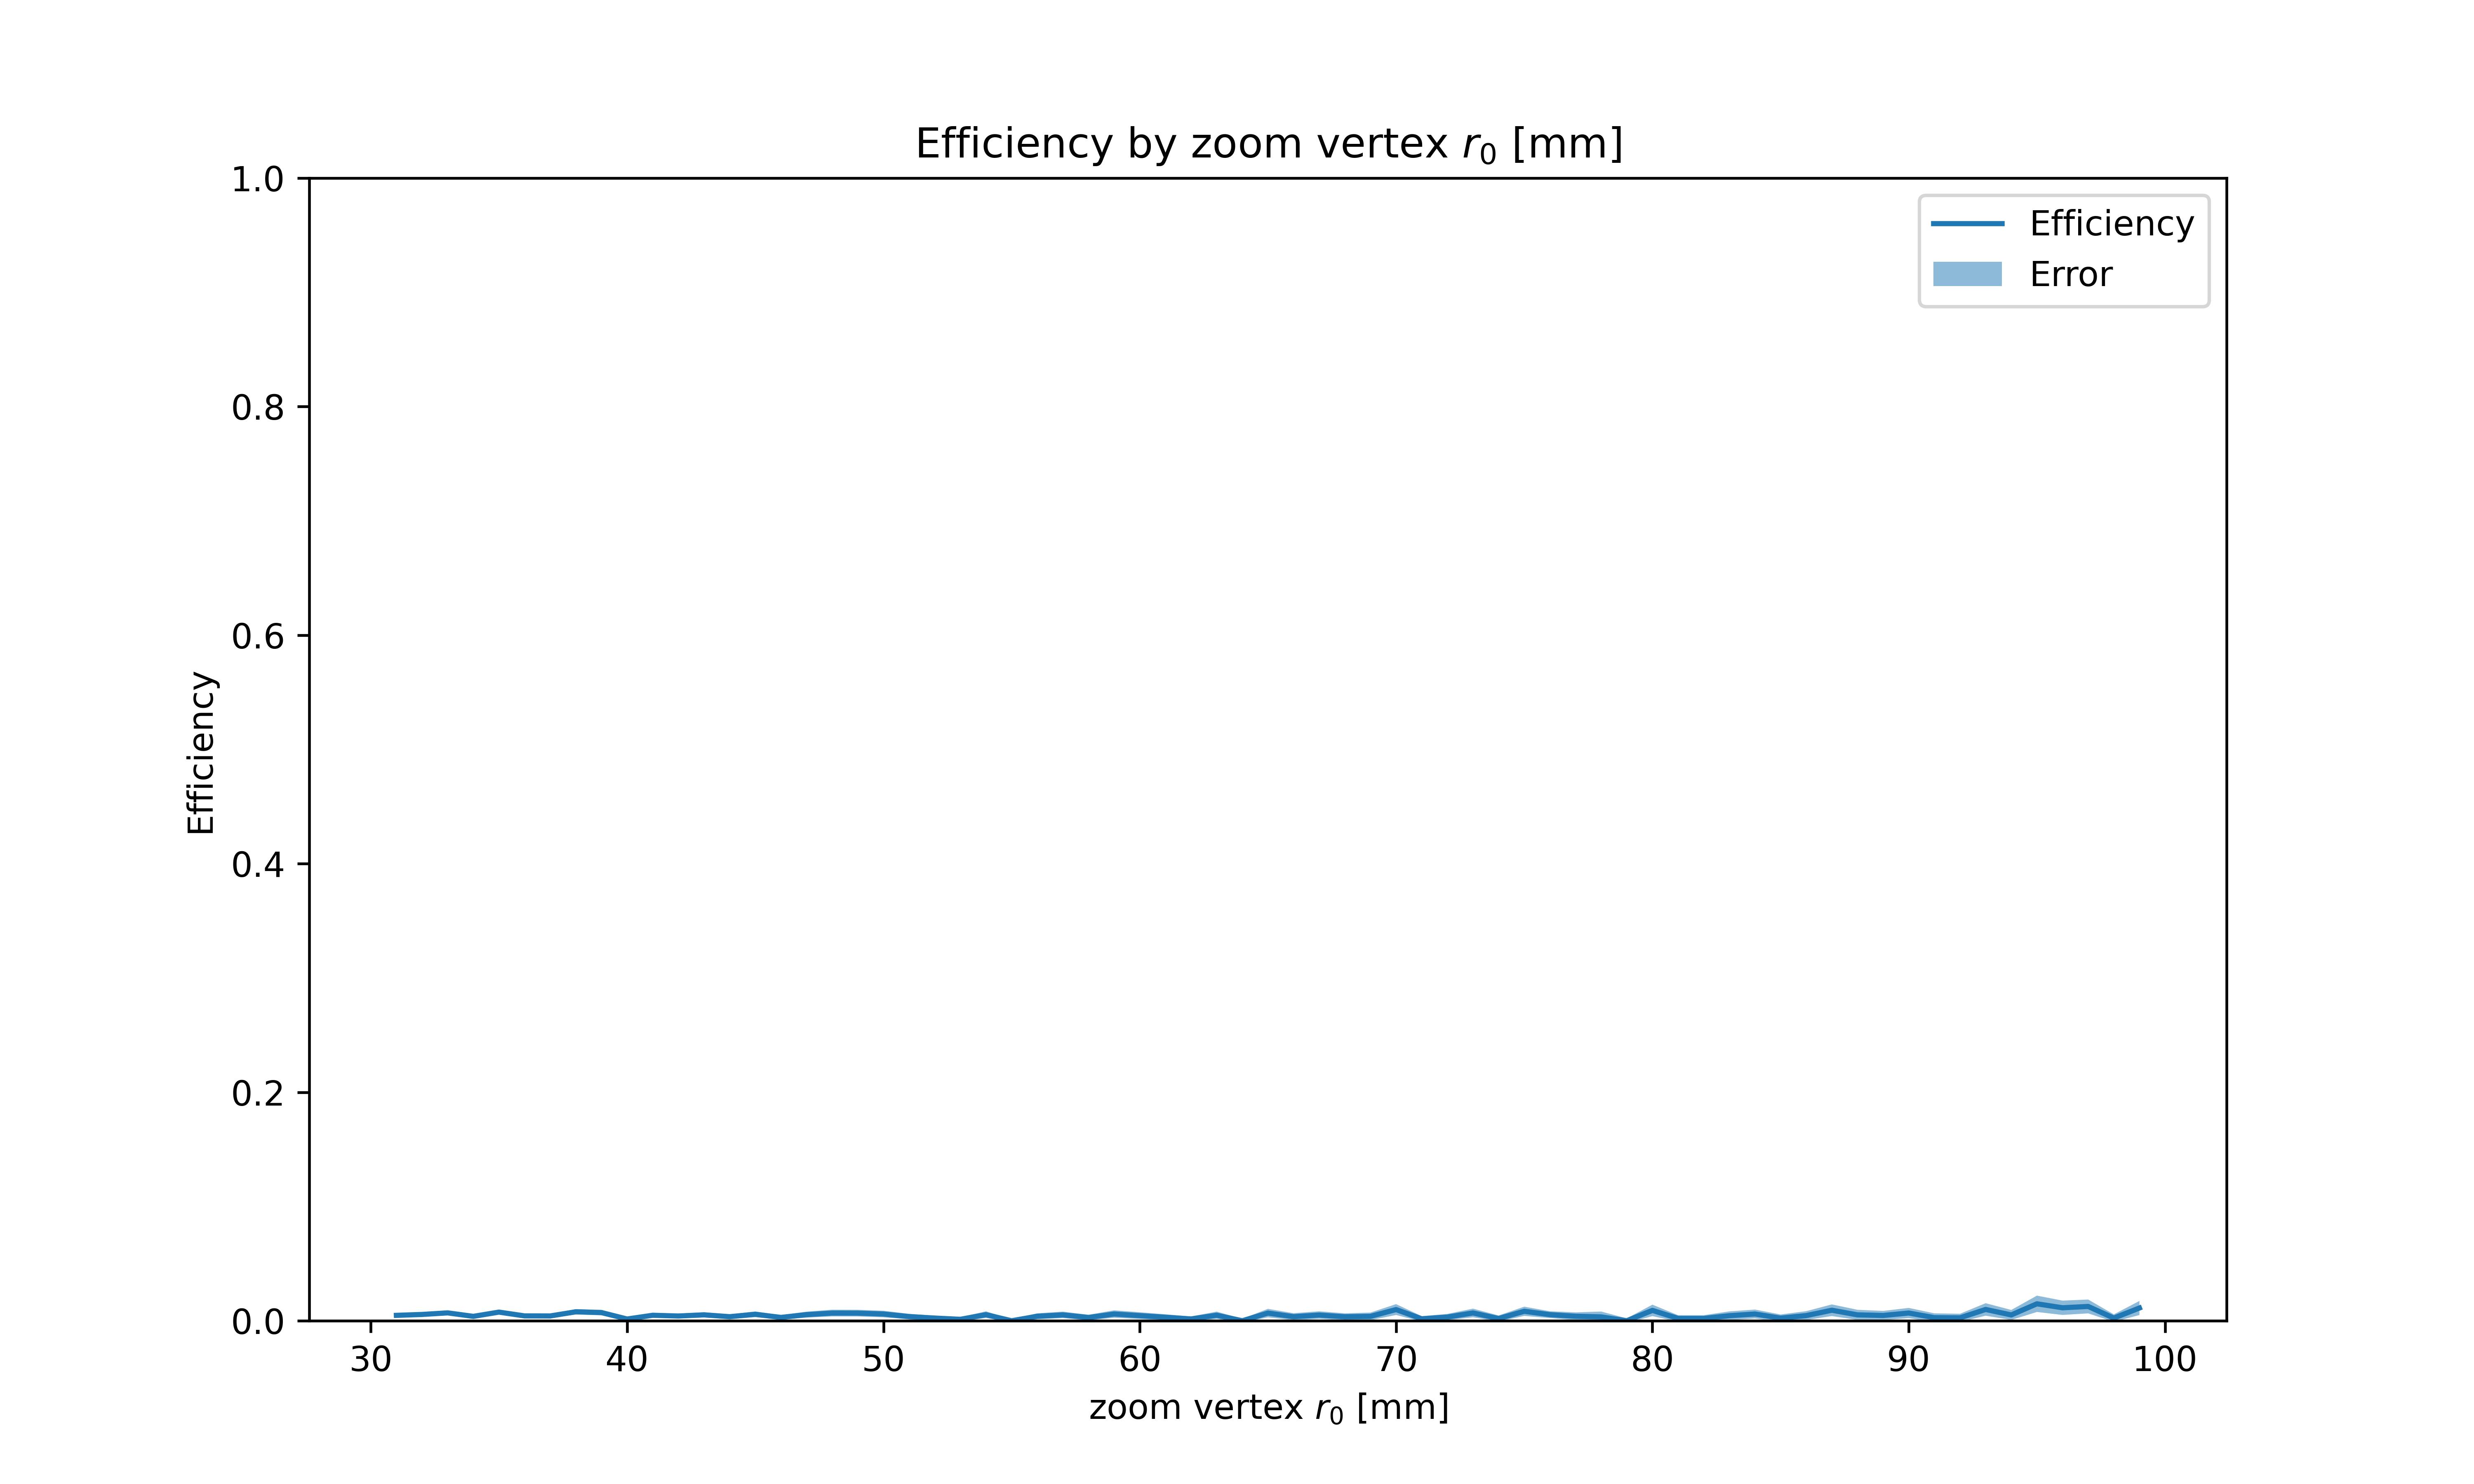 Efficiency by zoom vertex r₀ [mm]
1.0
0.8
0.6
0.4
0.2
0.0
Efficiency
Efficiency
Error
30 40 50 60 70 80 90 100
zoom vertex r₀ [mm]